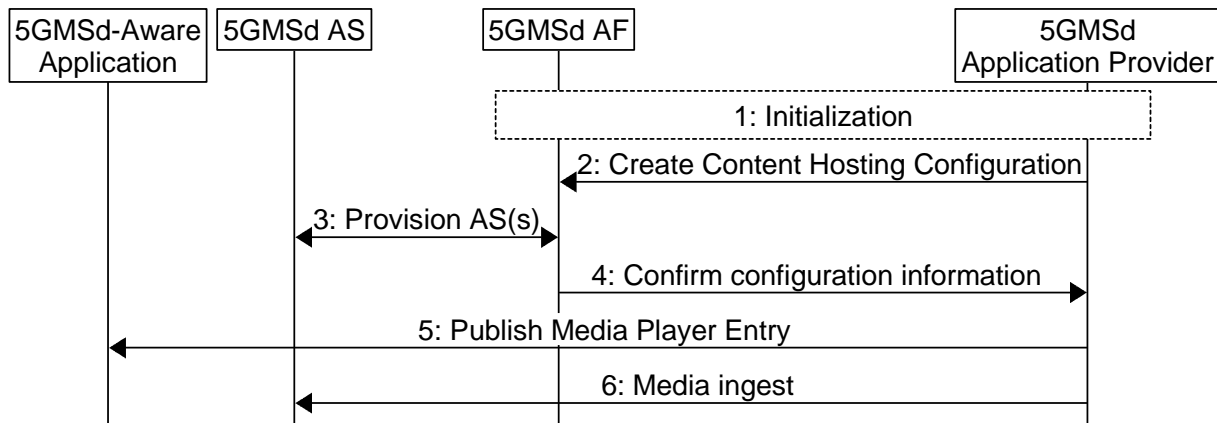 5GMSd-Aware
Application
5GMSd AS
5GMSd AF
5GMSd
Application Provider
1: Initialization
2: Create Content Hosting Configuration
3: Provision AS(s)
4: Confirm configuration information
5: Publish Media Player Entry
6: Media ingest